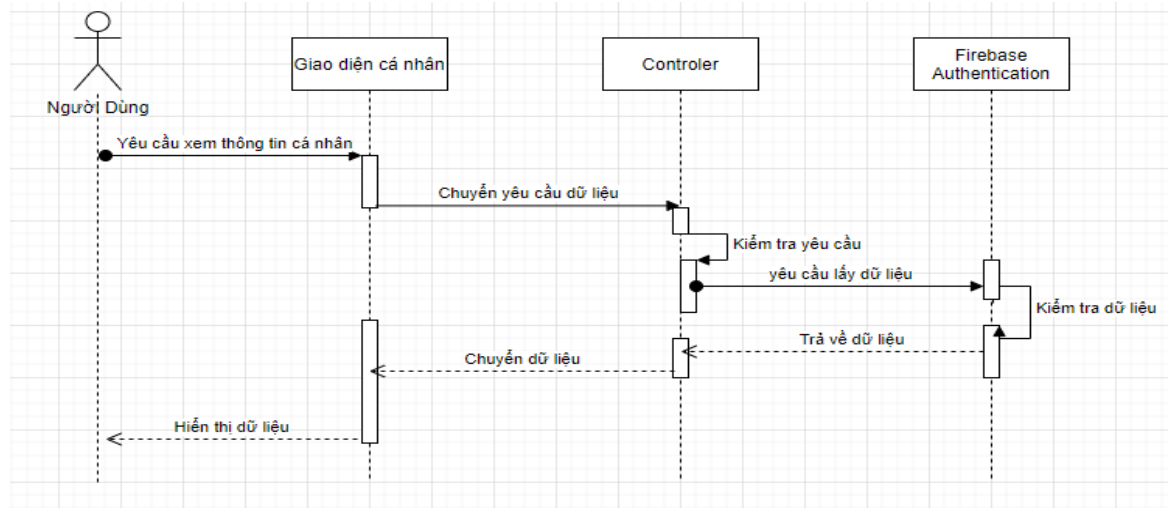 Giao diện cá nhân
Controler
Firebase
Authentication
Người Dùng
Yêu cầu xem thông tin cá nhân
Chuyển yêu cầu dữ liệu
Kiểm tra yêu cầu
yêu cầu lấy dữ liệu
Kiểm tra dữ liệu
Trả về dữ liệu
Chuyển dữ liệu
Hiển thị dữ liệu